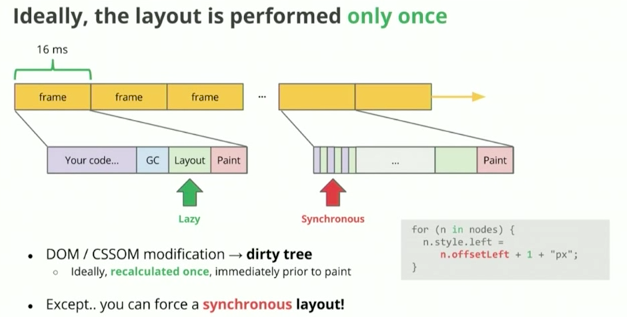 Ideally, the layout is performed only once
16 ms
frame
frame
frame
...
Your code...
GC
Layout
Paint
...
Paint
Lazy
Synchronous
for (n in nodes) {
n.style.left =
n.offsetLeft + 1 + "px";
}
• DOM / CSSOM modification → dirty tree
○ Ideally, recalculated once, immediately prior to paint
• Except.. you can force a synchronous layout!